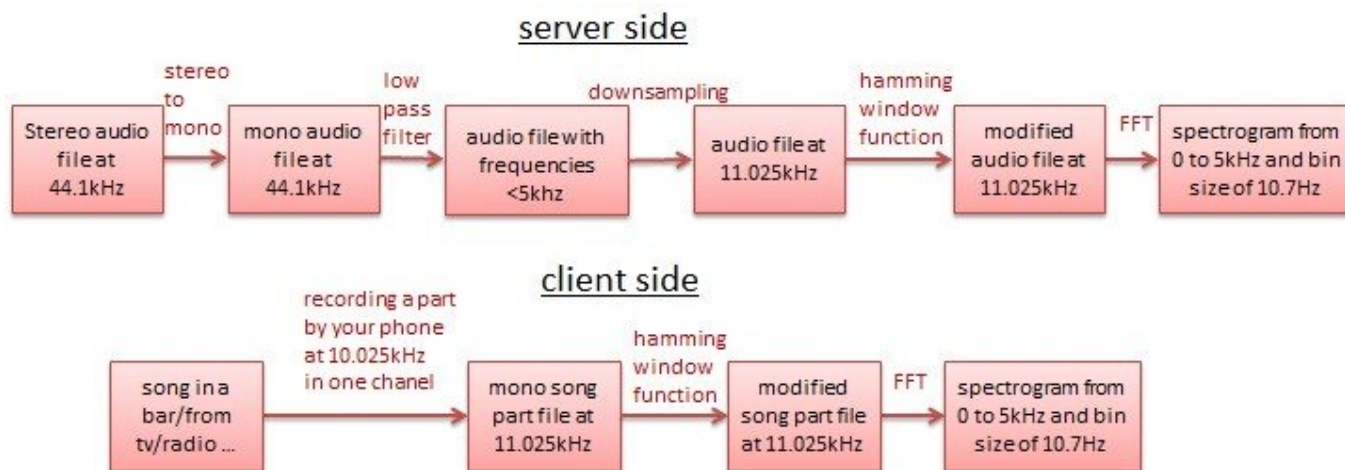 server side
stereo
to
mono
low
pass
filter
downsampling
hamming
window
function
FFT
Stereo audio
file at
44.1kHz
mono audio
file at
44.1kHz
audio file with
frequencies
<5khz
audio file at
11.025kHz
modified
audio file at
11.025kHz
spectrogram from
0 to 5kHz and bin
size of 10.7Hz
client side
recording a part
by your phone
at 10.025kHz
in one chanel
hamming
window
function
FFT
song in a
bar/from
tv/radio ...
mono song
part file at
11.025kHz
modified
song part file
at 11.025kHz
spectrogram from
0 to 5kHz and bin
size of 10.7Hz